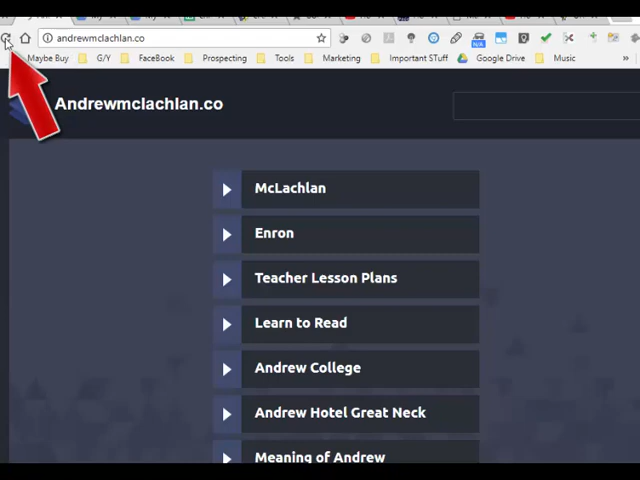 andrewmclachlan.co
N/A
Maybe Buy G/Y FaceBook Prospecting Tools Marketing Important STuff Google Drive Music »
Andrewmclachlan.co
McLachlan
Enron
Teacher Lesson Plans
Learn to Read
Andrew College
Andrew Hotel Great Neck
Meaning of Andrew